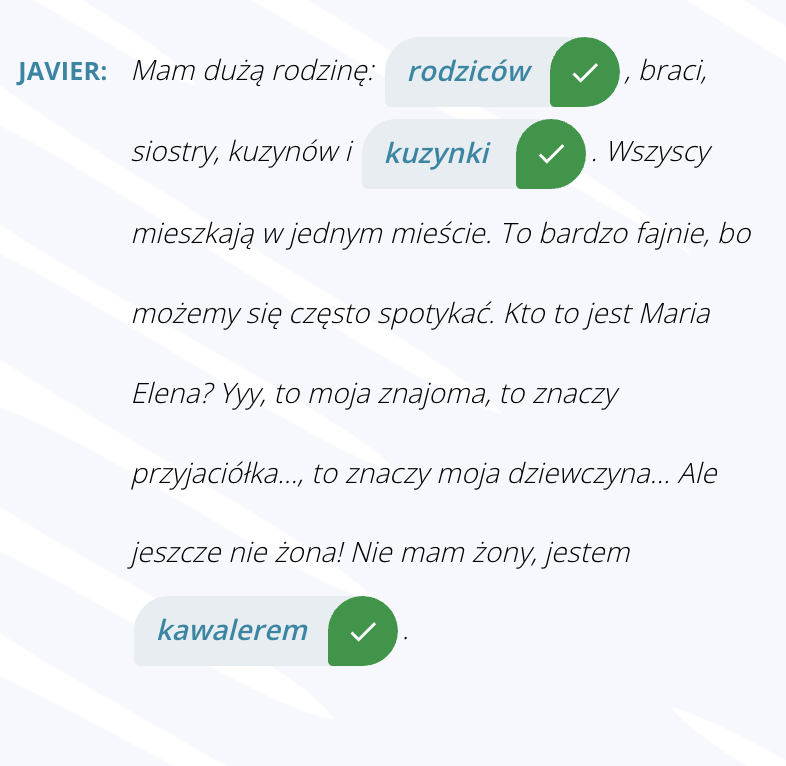 JAVIER: Mam dużą rodzinę: rodziców, braci,
siostry, kuzynów i kuzynki. Wszyscy
mieszkają w jednym mieście. To bardzo fajnie, bo
możemy się często spotykać. Kto to jest Maria
Elena? Yyy, to moja znajoma, to znaczy
przyjaciółka..., to znaczy moja dziewczyna... Ale
jeszcze nie żona! Nie mam żony, jestem
kawalerem.